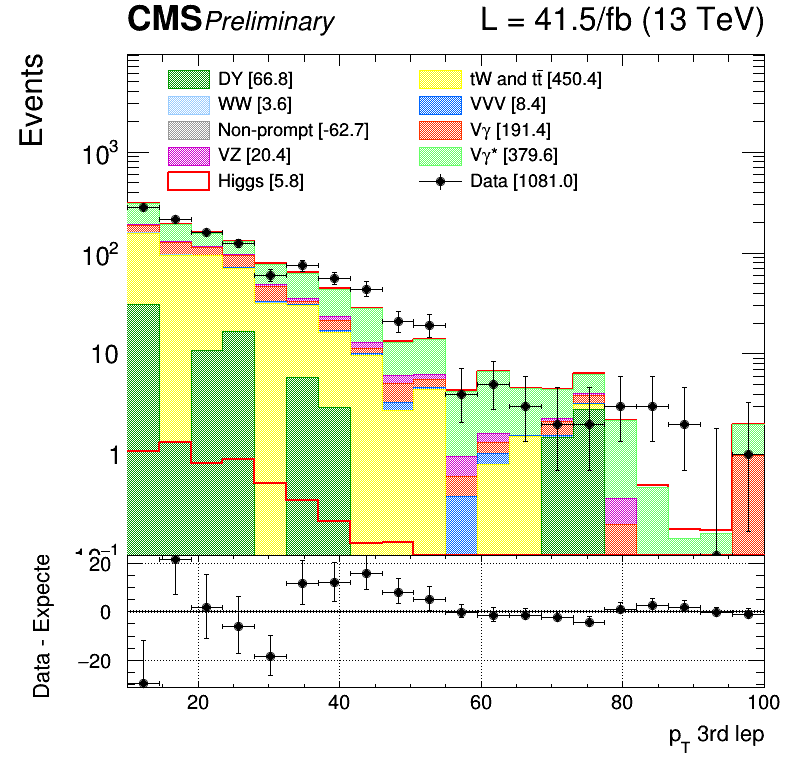 CMS Preliminary L = 41.5/fb (13 TeV)
Events
DY [66.8] tW and tt̄ [450.4]
WW [3.6] VVV [8.4]
Non-prompt [-62.7] Vγ [191.4]
VZ [20.4] Vγ* [379.6]
Higgs [5.8] Data [1081.0]
10³
10²
10
1
Data - Expecte
20
0
−20
20 40 60 80 100
p_T 3rd lep